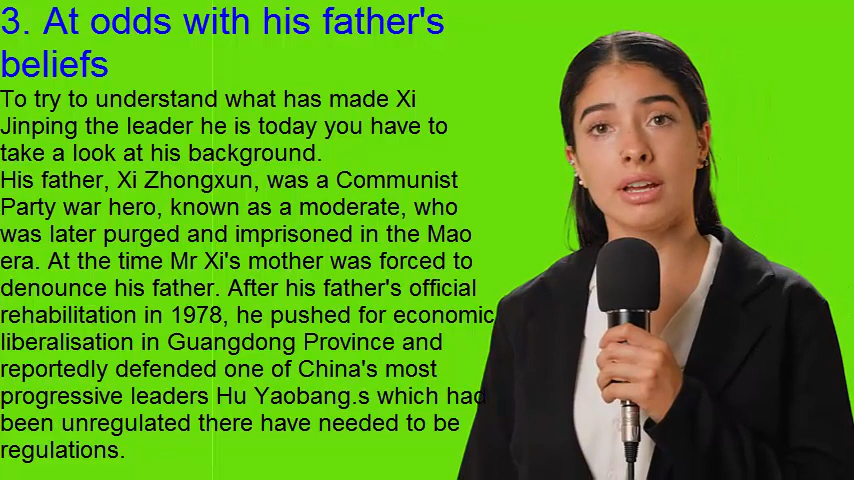 3. At odds with his father's
beliefs
To try to understand what has made Xi
Jinping the leader he is today you have to
take a look at his background.
His father, Xi Zhongxun, was a Communist
Party war hero, known as a moderate, who
was later purged and imprisoned in the Mao
era. At the time Mr Xi's mother was forced to
denounce his father. After his father's official
rehabilitation in 1978, he pushed for economic
liberalisation in Guangdong Province and
reportedly defended one of China's most
progressive leaders Hu Yaobang.s which had
been unregulated there have needed to be
regulations.